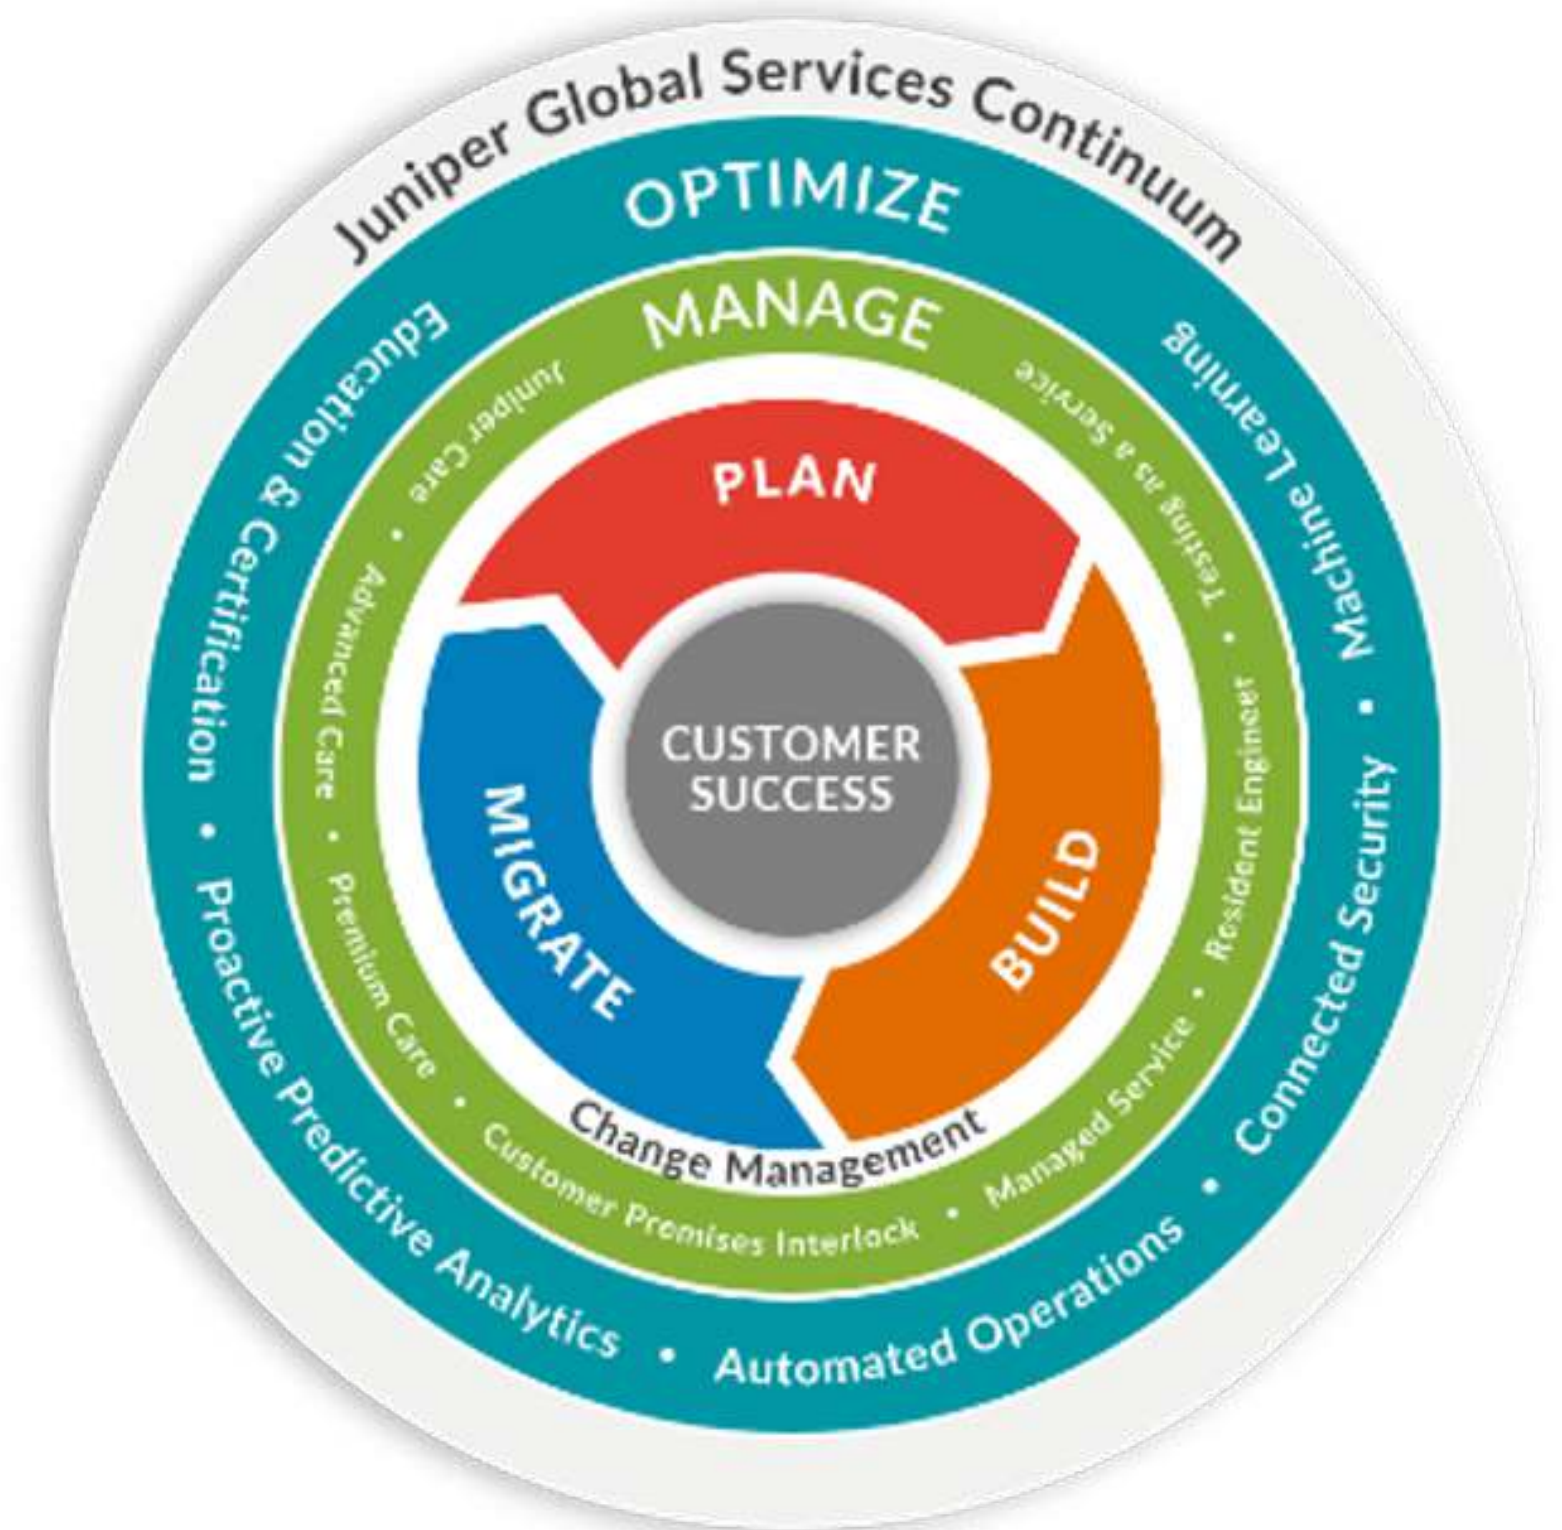 Juniper Global Services Continuum
OPTIMIZE
Education & Certification • Proactive Predictive Analytics • Automated Operations • Connected Security • Machine Learning
MANAGE
Juniper Care • Advanced Care • Premium Care • Customer Premises Interlock • Managed Service • Resident Engineer • Testing as a Service
PLAN
BUILD
MIGRATE
CUSTOMER
SUCCESS
Change Management